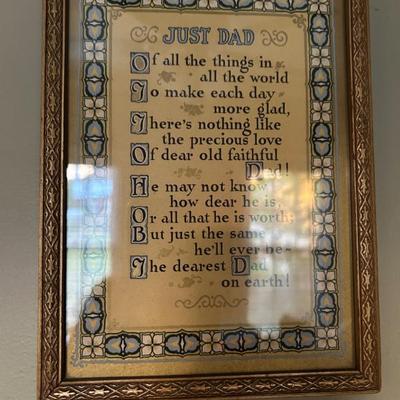 JUST DAD
Of all the things in
all the world
To make each day
more glad,
There's nothing like
the precious love
Of dear old faithful
Dad!
He may not know
how dear he is,
Or all that he is worth;
But just the same
he'll ever be~
The dearest Dad
on earth!